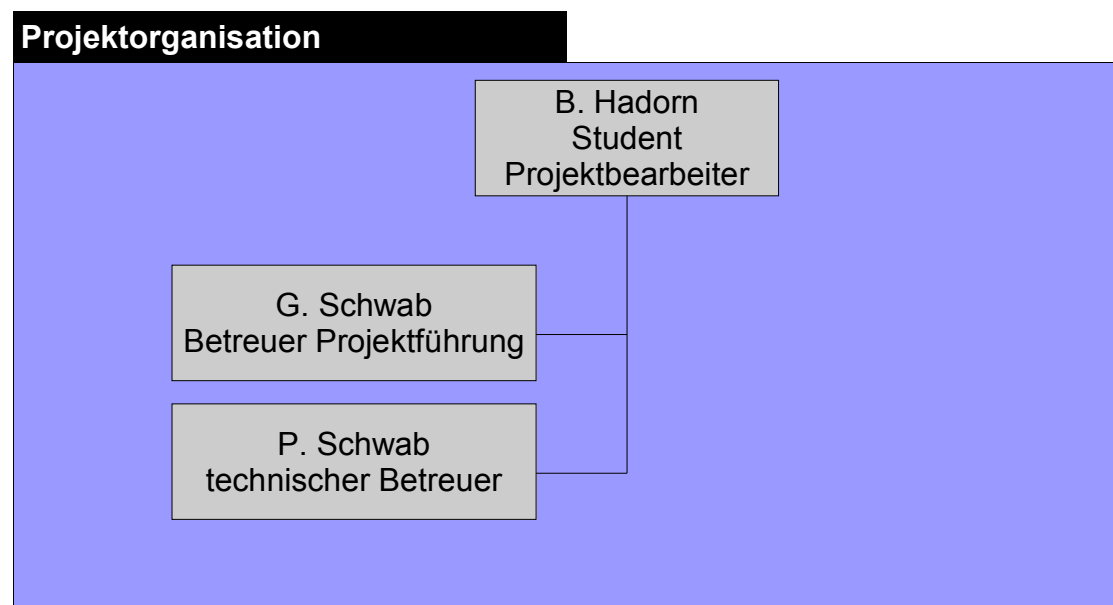 Projektorganisation
B. Hadorn
Student
Projektbearbeiter
G. Schwab
Betreuer Projektführung
P. Schwab
technischer Betreuer